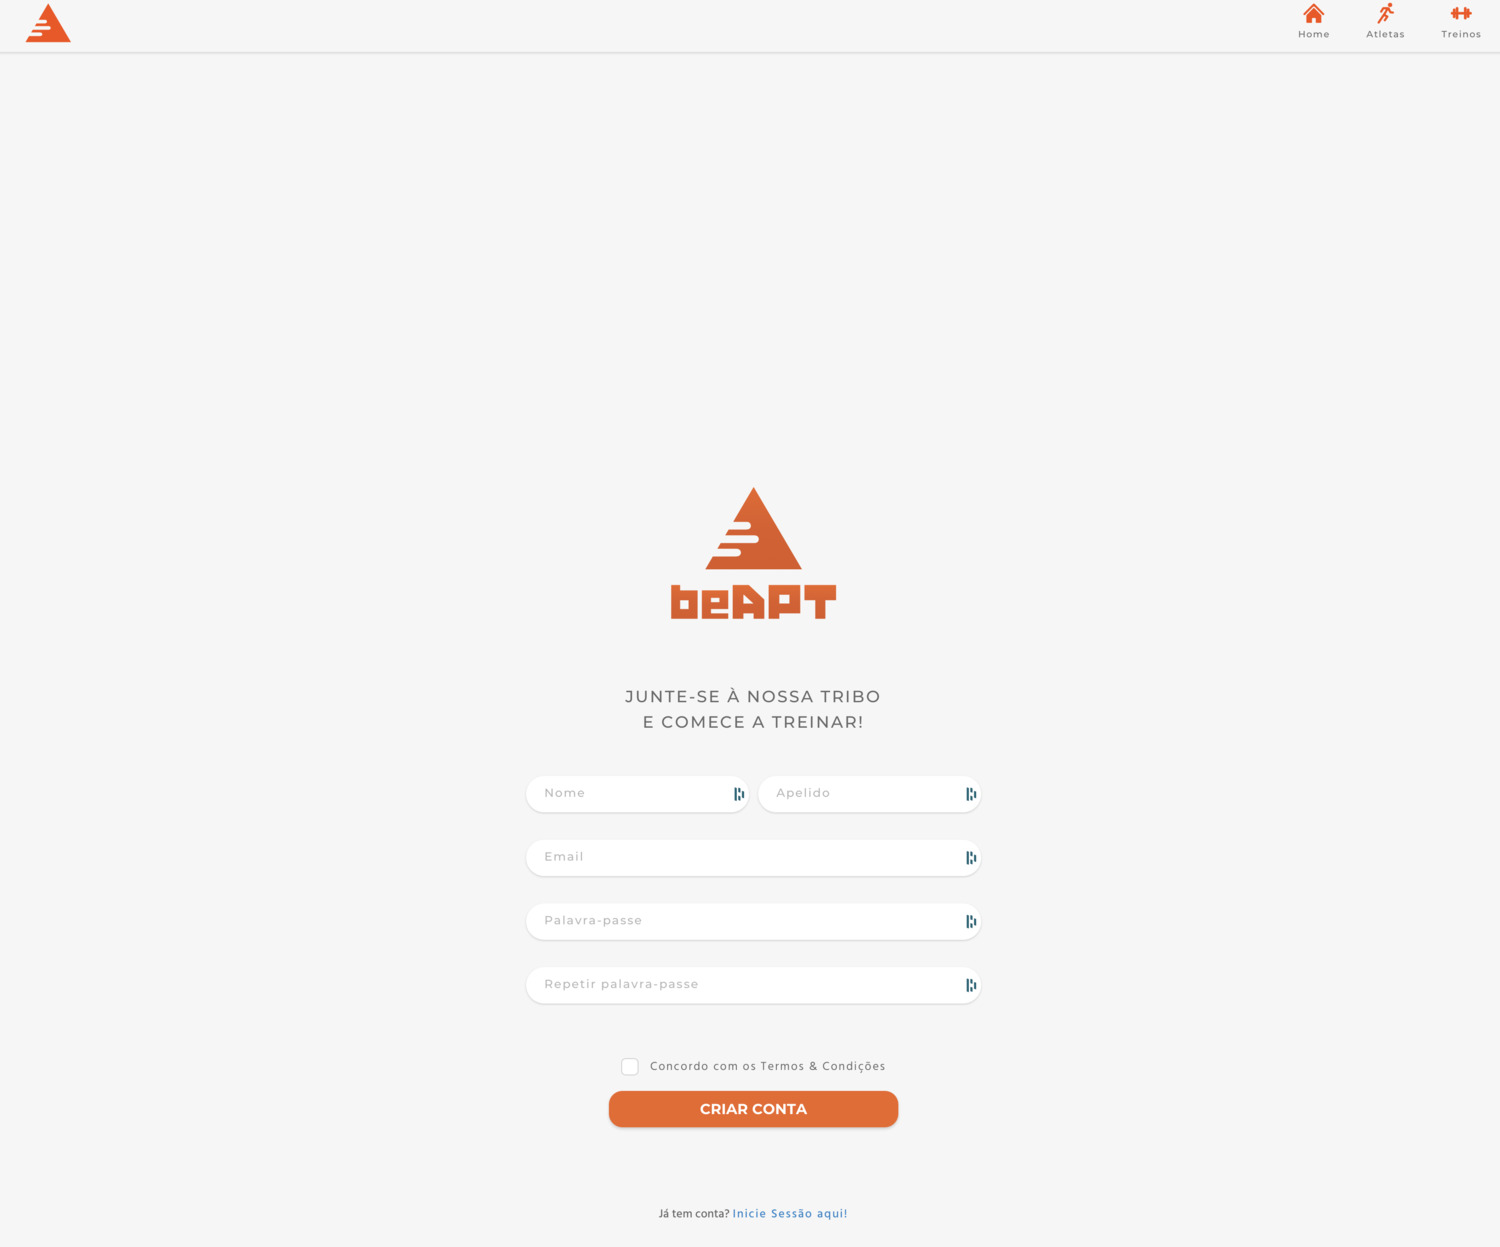 Home
Atletas
Treinos
beAPT
JUNTE-SE À NOSSA TRIBO
E COMECE A TREINAR!
Nome
Apelido
Email
Palavra-passe
Repetir palavra-passe
Concordo com os Termos & Condições
CRIAR CONTA
Já tem conta? Inicie Sessão aqui!